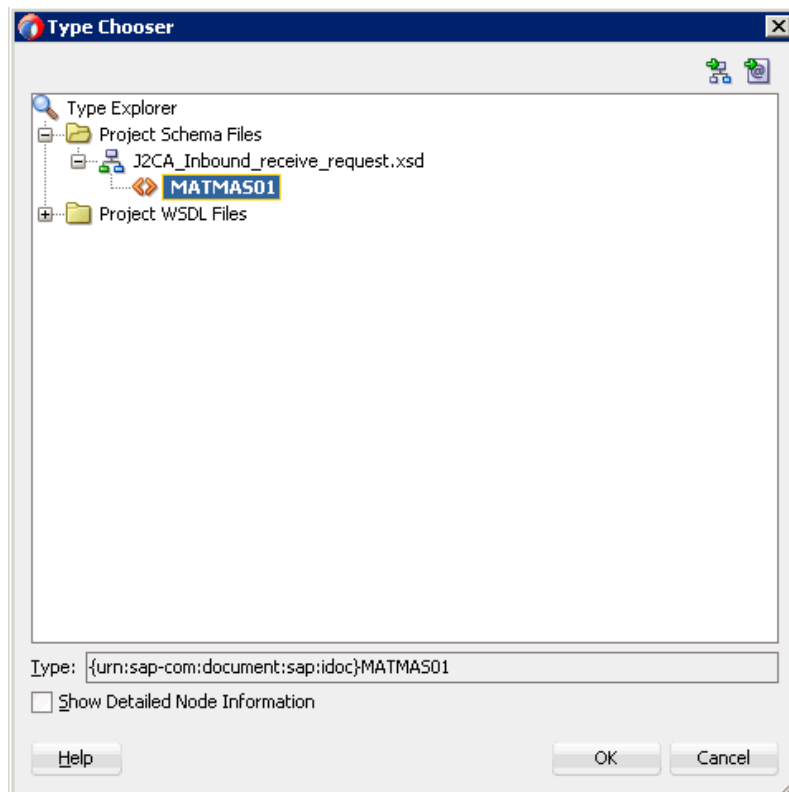 Type Chooser
Type Explorer
Project Schema Files
J2CA_Inbound_receive_request.xsd
MATMAS01
Project WSDL Files
Type: {urn:sap-com:document:sap:idoc}MATMAS01
Show Detailed Node Information
Help OK Cancel